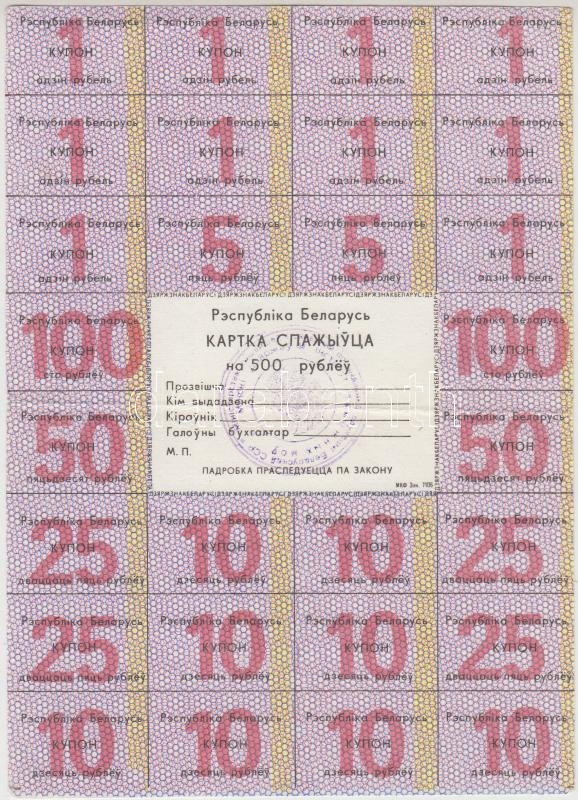 Рэспубліка Беларусь Рэспубліка Беларусь Рэспубліка Беларусь Рэспубліка Беларусь
1 1 1 1
КУПОН КУПОН КУПОН КУПОН
адзін рубель адзін рубель адзін рубель адзін рубель
Рэспубліка Беларусь Рэспубліка Беларусь Рэспубліка Беларусь Рэспубліка Беларусь
1 1 1 1
КУПОН КУПОН КУПОН КУПОН
адзін рубель адзін рубель адзін рубель адзін рубель
Рэспубліка Беларусь Рэспубліка Беларусь Рэспубліка Беларусь Рэспубліка Беларусь
1 5 5 1
КУПОН КУПОН КУПОН КУПОН
адзін рубель пяць рублёў пяць рублёў адзін рубель
Рэспубліка Беларусь
100
КУПОН
сто рублёў
Рэспубліка Беларусь
50
КУПОН
пяцьдзесят рублёў
Рэспубліка Беларусь
КАРТКА СПАЖЫЎЦА
на 500 рублёў
Прозвішча
Кім выдадзена
Кіраўнік
Галоўны бухгалтар
М. П.
ПАДРОБКА ПРАСЛЕДУЕЦЦА ПА ЗАКОНУ
МКФ Зак. 7106
Рэспубліка Беларусь
100
КУПОН
сто рублёў
Рэспубліка Беларусь
50
КУПОН
пяцьдзесят рублёў
Рэспубліка Беларусь Рэспубліка Беларусь Рэспубліка Беларусь Рэспубліка Беларусь
25 10 10 25
КУПОН КУПОН КУПОН КУПОН
дваццаць пяць рублёў дзесяць рублёў дзесяць рублёў дваццаць пяць рублёў
Рэспубліка Беларусь Рэспубліка Беларусь Рэспубліка Беларусь Рэспубліка Беларусь
25 10 10 25
КУПОН КУПОН КУПОН КУПОН
дваццаць пяць рублёў дзесяць рублёў дзесяць рублёў дваццаць пяць рублёў
Рэспубліка Беларусь Рэспубліка Беларусь Рэспубліка Беларусь Рэспубліка Беларусь
10 10 10 10
КУПОН КУПОН КУПОН КУПОН
дзесяць рублёў дзесяць рублёў дзесяць рублёў дзесяць рублёў